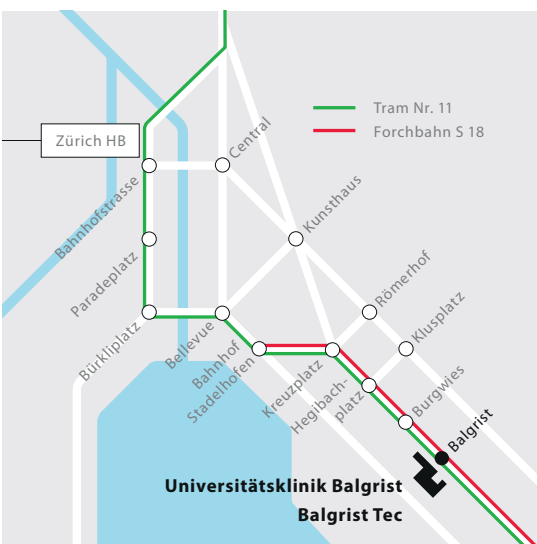 Tram Nr. 11
Forchbahn S 18
Zürich HB
Central
Bahnhofstrasse
Kunsthaus
Paradeplatz
Römerhof
Klusplatz
Bürkliplatz
Bellevue
Bahnhof
Stadelhofen
Kreuzplatz
Hegibach-
platz
Burgwies
Balgrist
Universitätsklinik Balgrist
Balgrist Tec